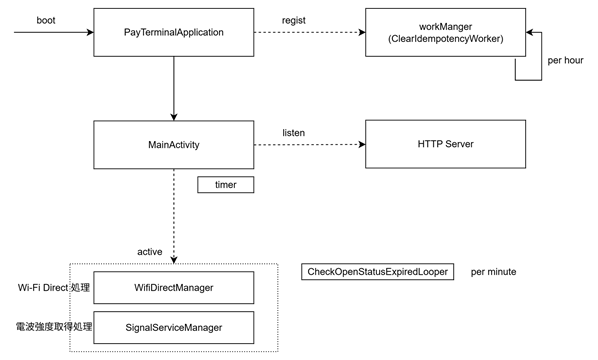 boot
PayTerminalApplication
regist
workManger
(ClearIdempotencyWorker)
per hour
MainActivity
listen
HTTP Server
timer
active
CheckOpenStatusExpiredLooper
per minute
Wi-Fi Direct 処理
WifiDirectManager
電波強度取得処理
SignalServiceManager